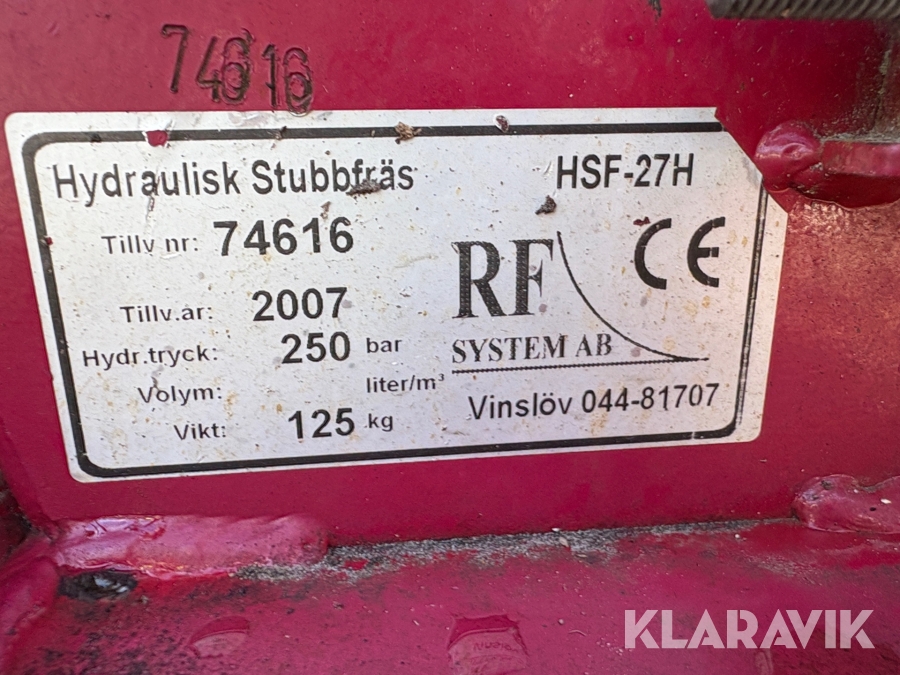 74616
Hydraulisk Stubbfräs HSF-27H
Tillv nr: 74616
Tillv.ar: 2007
Hydr.tryck: 250 bar
Volym: liter/m³
Vikt: 125 kg
RF
SYSTEM AB
CE
Vinslöv 044-81707
KLARAVIK